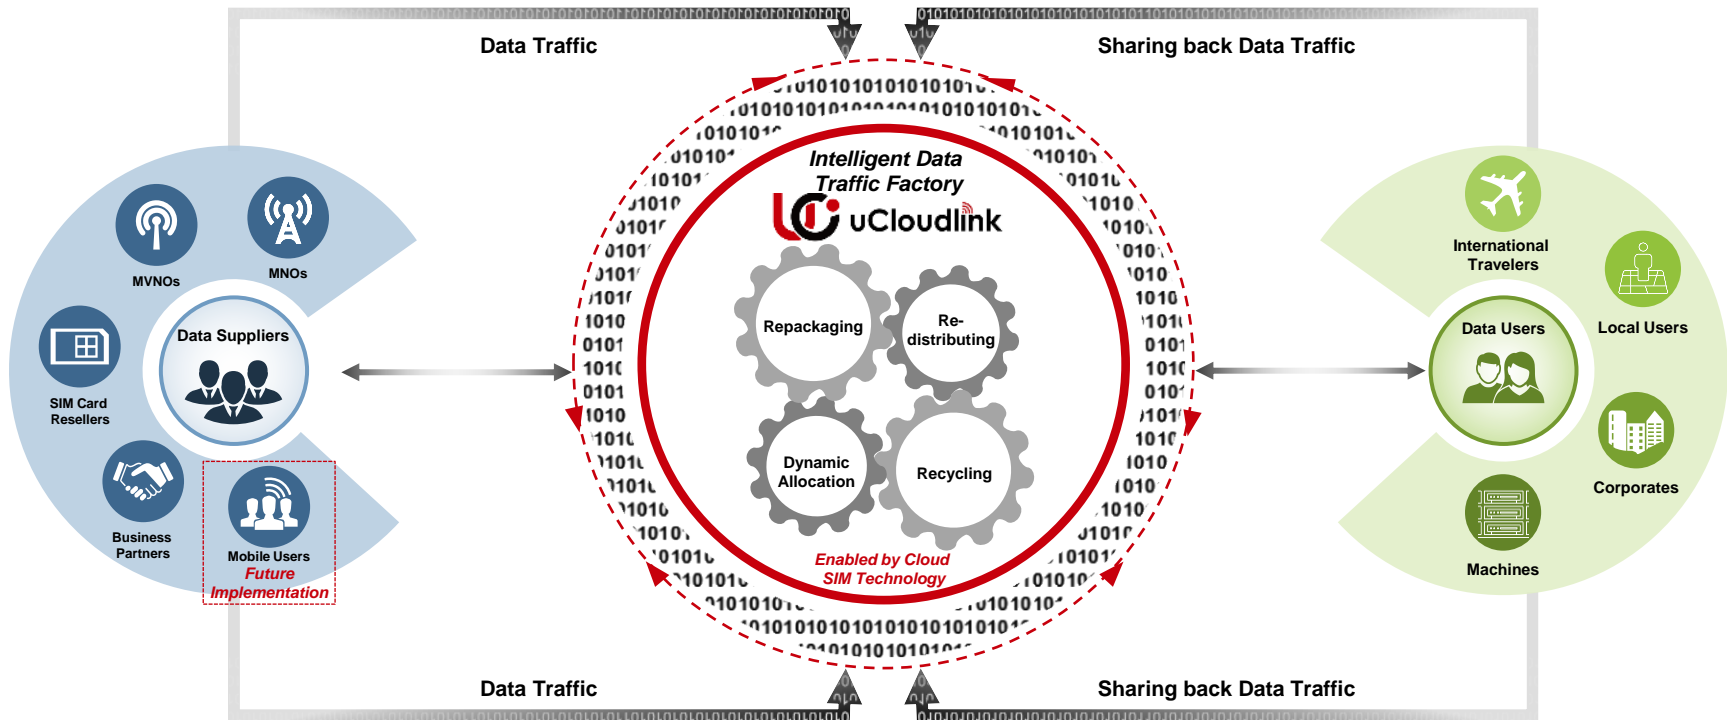 Data Traffic
Sharing back Data Traffic
MVNOs
MNOs
SIM Card
Resellers
Business
Partners
Mobile Users
Future
Implementation
Data Suppliers
Intelligent Data
Traffic Factory
uCloudlink
Repackaging
Re-
distributing
Dynamic
Allocation
Recycling
Enabled by Cloud
SIM Technology
International
Travelers
Local Users
Data Users
Corporates
Machines
Data Traffic
Sharing back Data Traffic